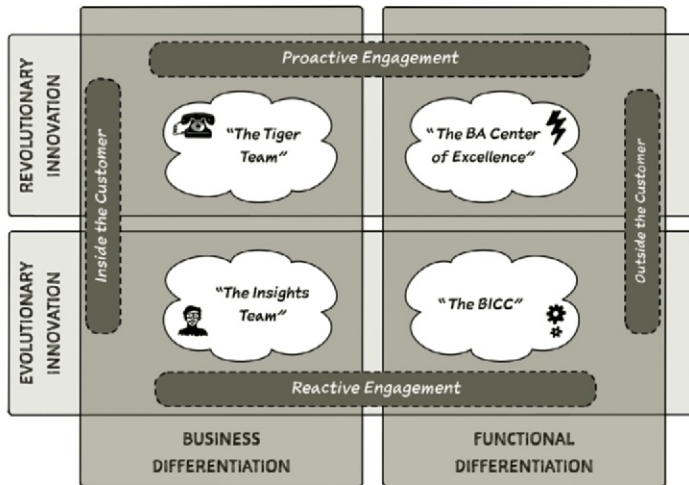 Proactive Engagement
REVOLUTIONARY
INNOVATION
Inside the Customer
"The Tiger
Team"
"The BA Center
of Excellence"
Outside the Customer
EVOLUTIONARY
INNOVATION
"The Insights
Team"
"The BICC"
Reactive Engagement
BUSINESS
DIFFERENTIATION
FUNCTIONAL
DIFFERENTIATION